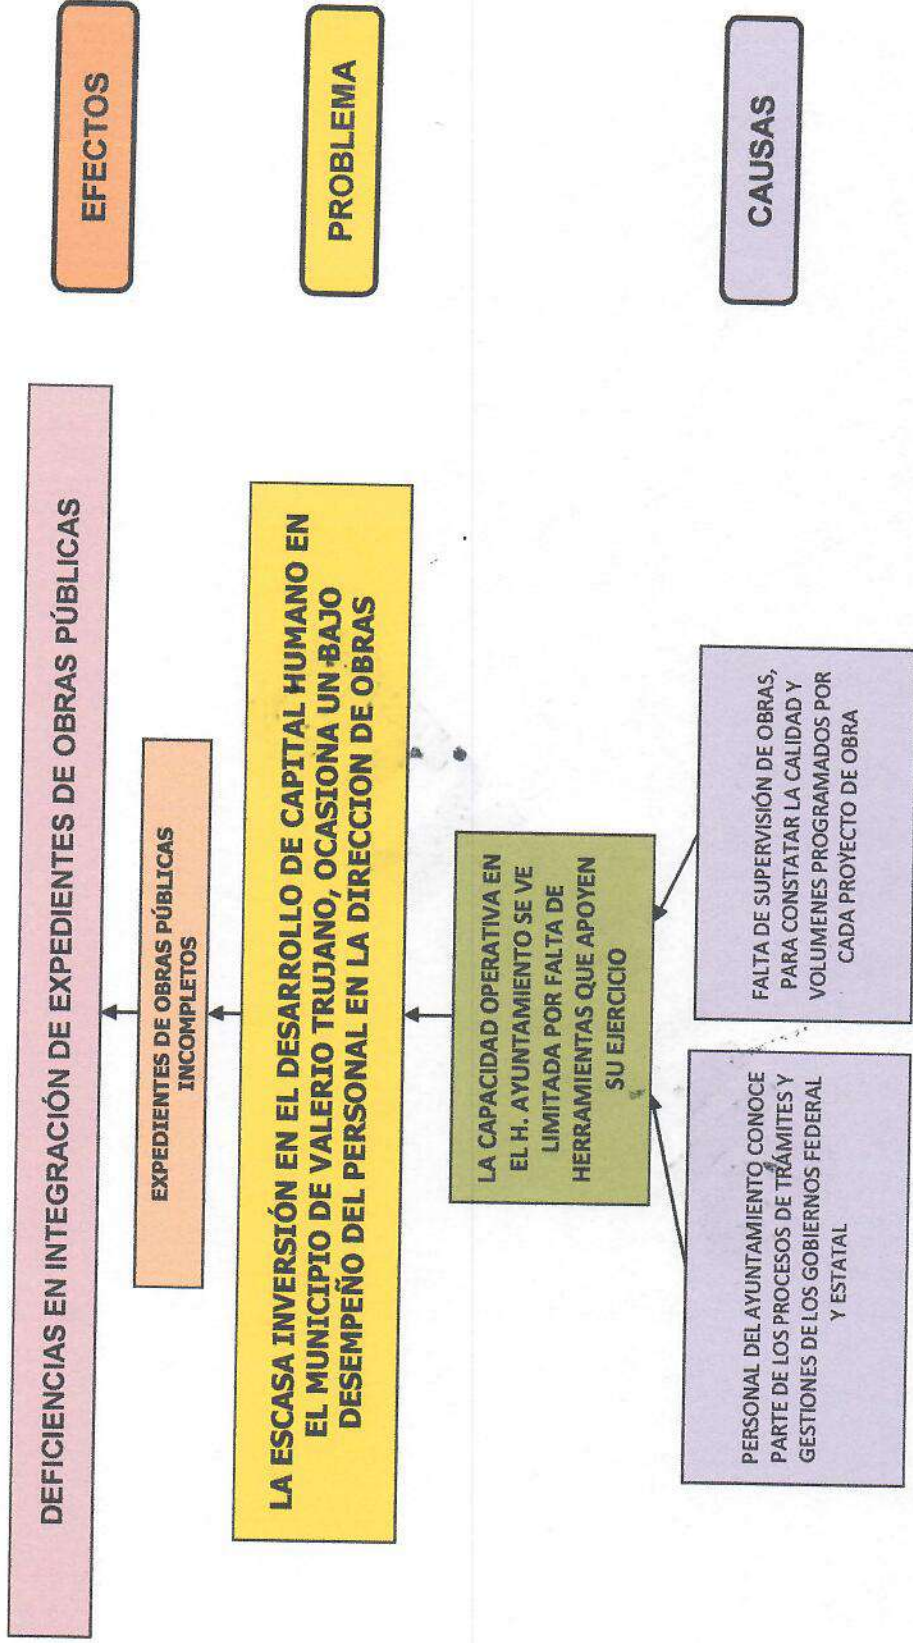 DEFICIENCIAS EN INTEGRACIÓN DE EXPEDIENTES DE OBRAS PÚBLICAS
EFECTOS
EXPEDIENTES DE OBRAS PÚBLICAS
INCOMPLETOS
LA ESCASA INVERSIÓN EN EL DESARROLLO DE CAPITAL HUMANO EN
EL MUNICIPIO DE VALERIO TRUJANO, OCASIONA UN BAJO
DESEMPEÑO DEL PERSONAL EN LA DIRECCION DE OBRAS
PROBLEMA
LA CAPACIDAD OPERATIVA EN
EL H. AYUNTAMIENTO SE VE
LIMITADA POR FALTA DE
HERRAMIENTAS QUE APOYEN
SU EJERCICIO
PERSONAL DEL AYUNTAMIENTO CONOCE
PARTE DE LOS PROCESOS DE TRÁMITES Y
GESTIONES DE LOS GOBIERNOS FEDERAL
Y ESTATAL
FALTA DE SUPERVISIÓN DE OBRAS,
PARA CONSTATAR LA CALIDAD Y
VOLUMENES PROGRAMADOS POR
CADA PROYECTO DE OBRA
CAUSAS